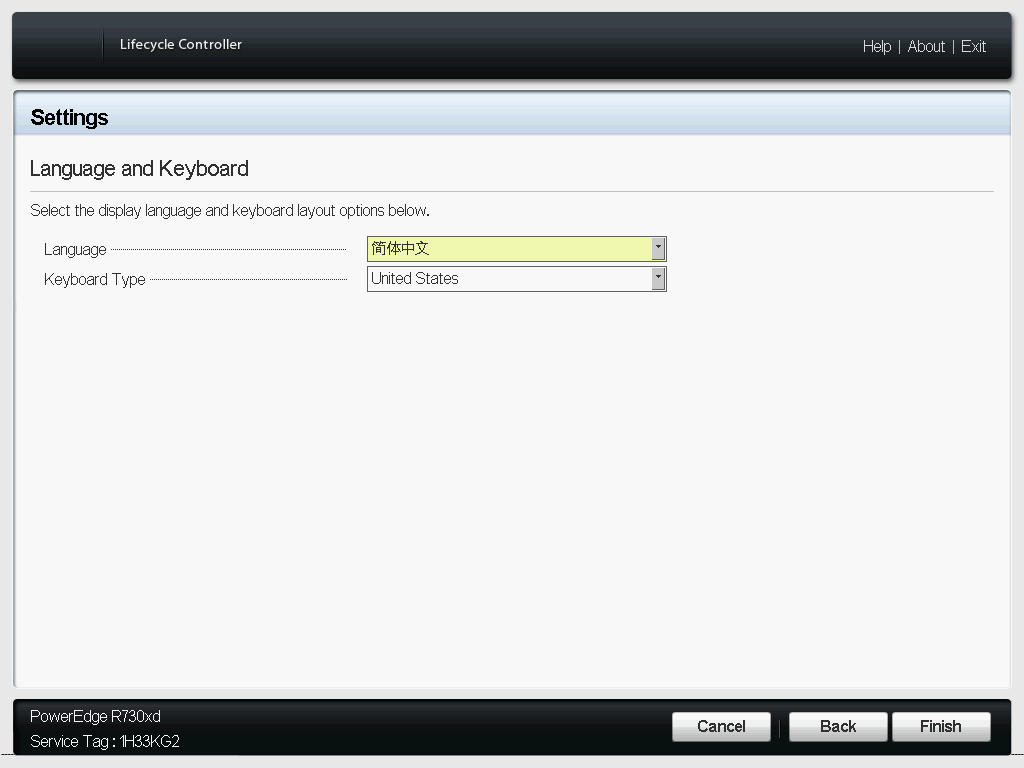 Lifecycle Controller
Help | About | Exit
Settings
Language and Keyboard
Select the display language and keyboard layout options below.
Language 简体中文
Keyboard Type United States
PowerEdge R730xd
Service Tag : 1H33KG2
Cancel | Back Finish